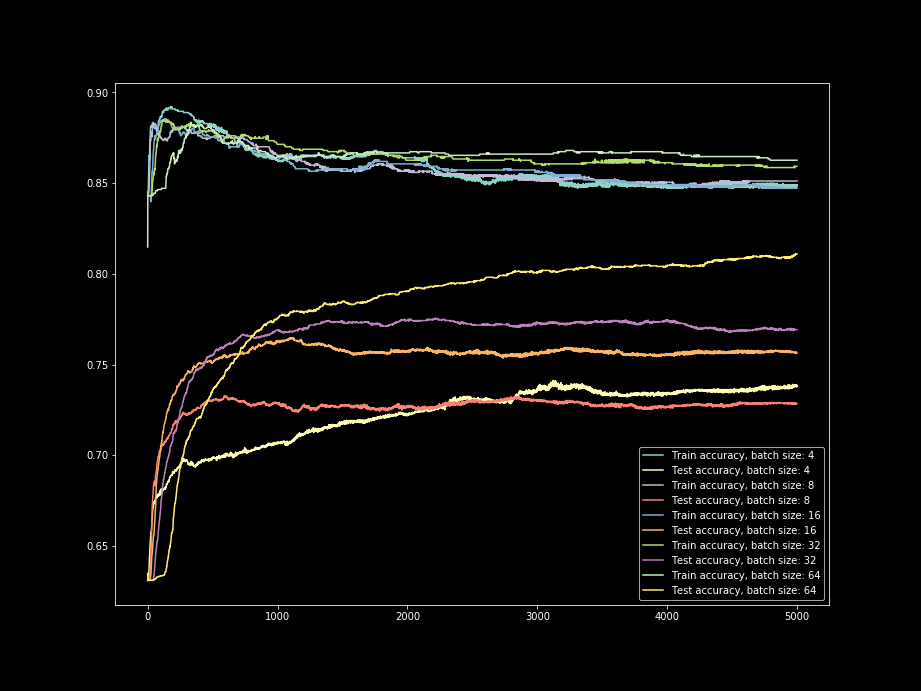 0.90
0.85
0.80
0.75
0.70
0.65
0
1000
2000
3000
4000
5000
Train accuracy, batch size: 4
Test accuracy, batch size: 4
Train accuracy, batch size: 8
Test accuracy, batch size: 8
Train accuracy, batch size: 16
Test accuracy, batch size: 16
Train accuracy, batch size: 32
Test accuracy, batch size: 32
Train accuracy, batch size: 64
Test accuracy, batch size: 64